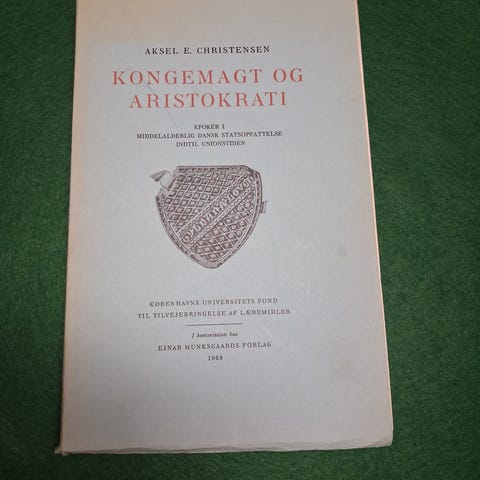 AKSEL E. CHRISTENSEN
KONGEMAGT OG
ARISTOKRATI
EPOKER I
MIDDELALDERLIG DANSK STATSOPFATTELSE
INDTIL UNIONSTIDEN
KØBENHAVNS UNIVERSITETS FOND
TIL TILVEJEBRINGELSE AF LÆREMIDLER
I kommission hos
EJNAR MUNKSGAARDS FORLAG
1968